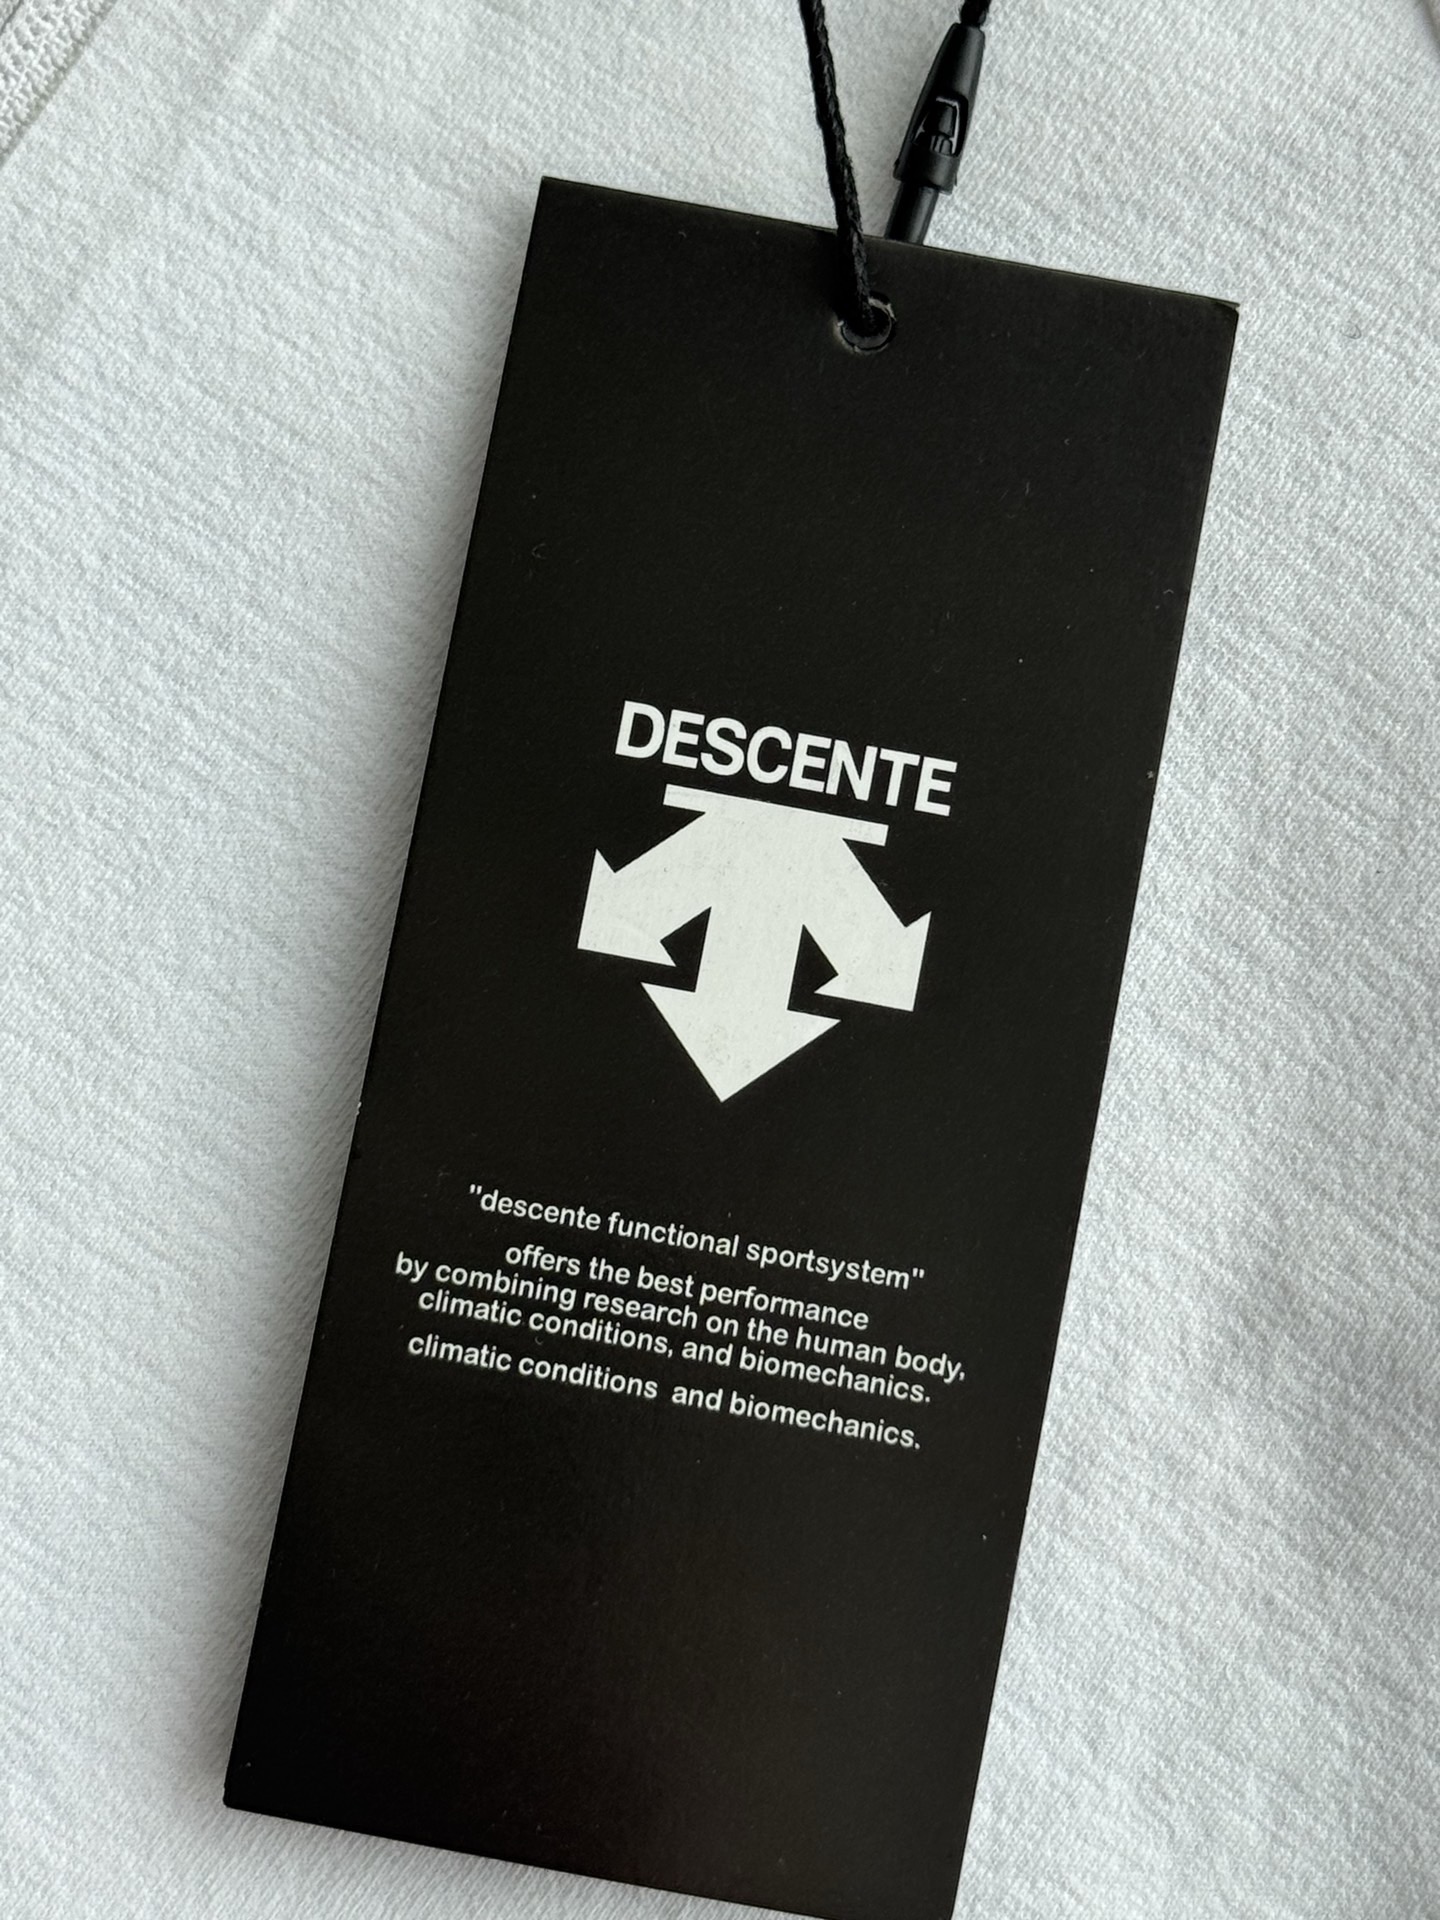 DESCENTE
"descente functional sportsystem"
offers the best performance
by combining research on the human body,
climatic conditions, and biomechanics.
climatic conditions and biomechanics.